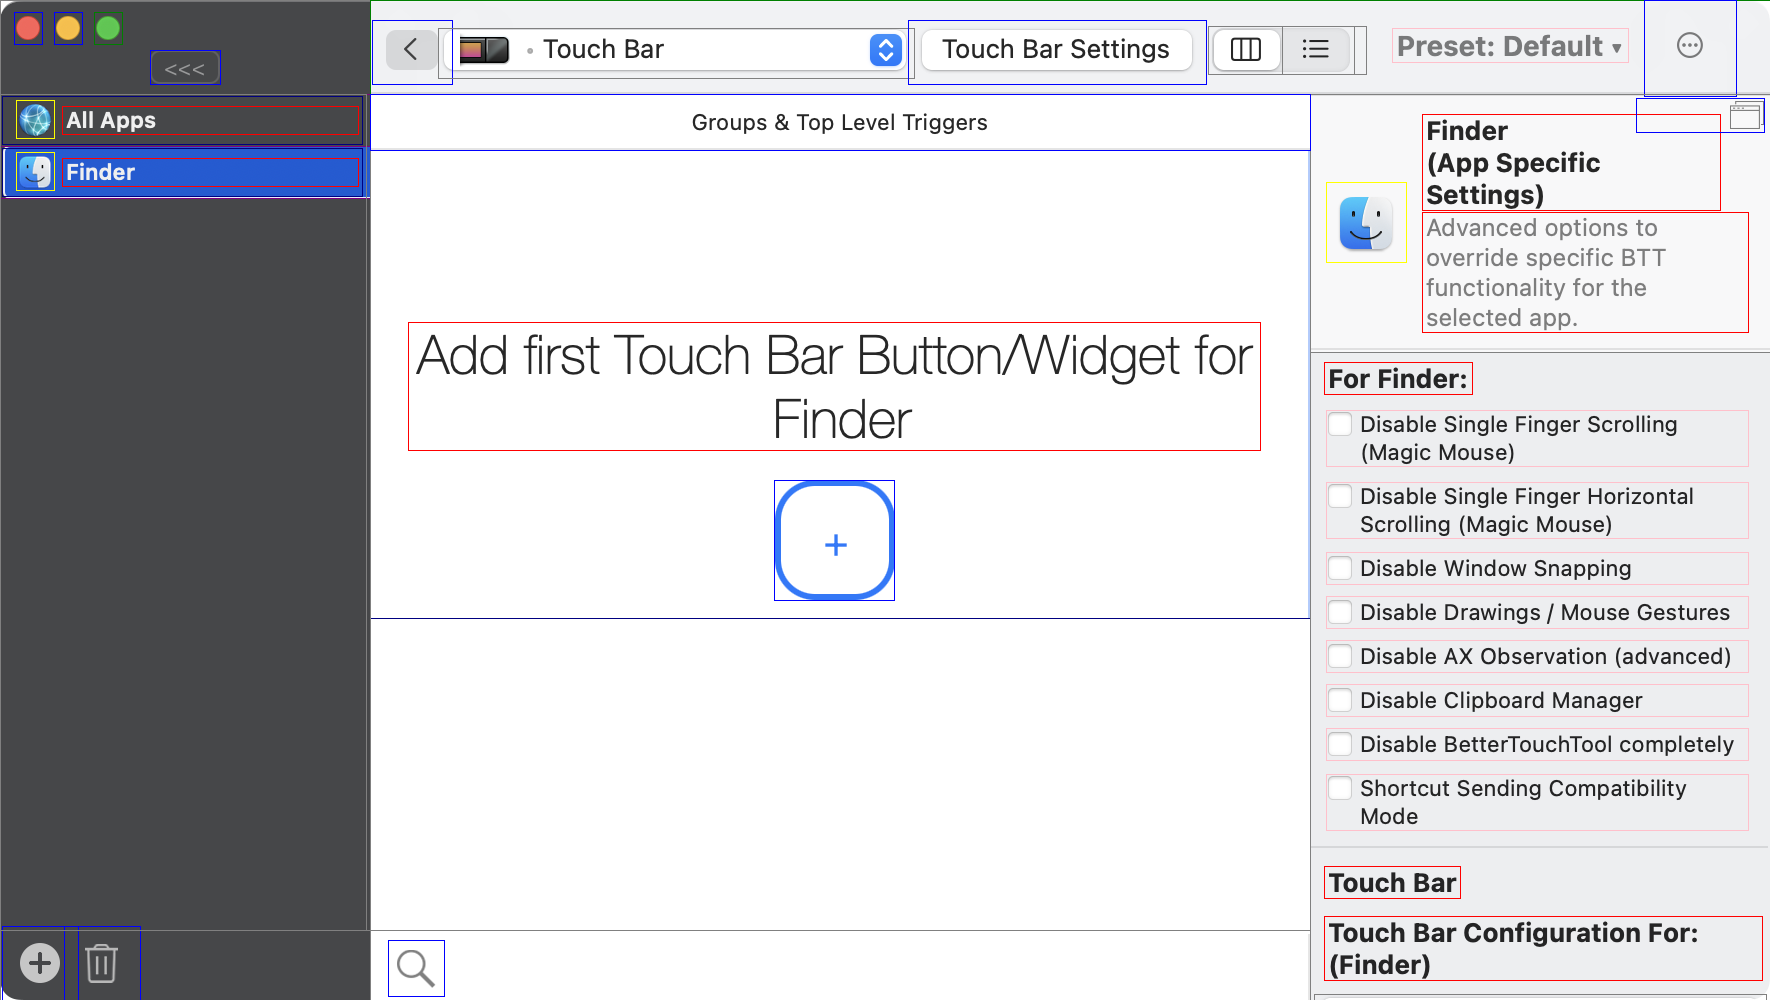 <<<
Touch Bar
Touch Bar Settings
Preset: Default ▾
All Apps
Finder
Groups & Top Level Triggers
Add first Touch Bar Button/Widget for
Finder
+
Finder
(App Specific
Settings)
Advanced options to
override specific BTT
functionality for the
selected app.
For Finder:
Disable Single Finger Scrolling
(Magic Mouse)
Disable Single Finger Horizontal
Scrolling (Magic Mouse)
Disable Window Snapping
Disable Drawings / Mouse Gestures
Disable AX Observation (advanced)
Disable Clipboard Manager
Disable BetterTouchTool completely
Shortcut Sending Compatibility
Mode
Touch Bar
Touch Bar Configuration For:
(Finder)